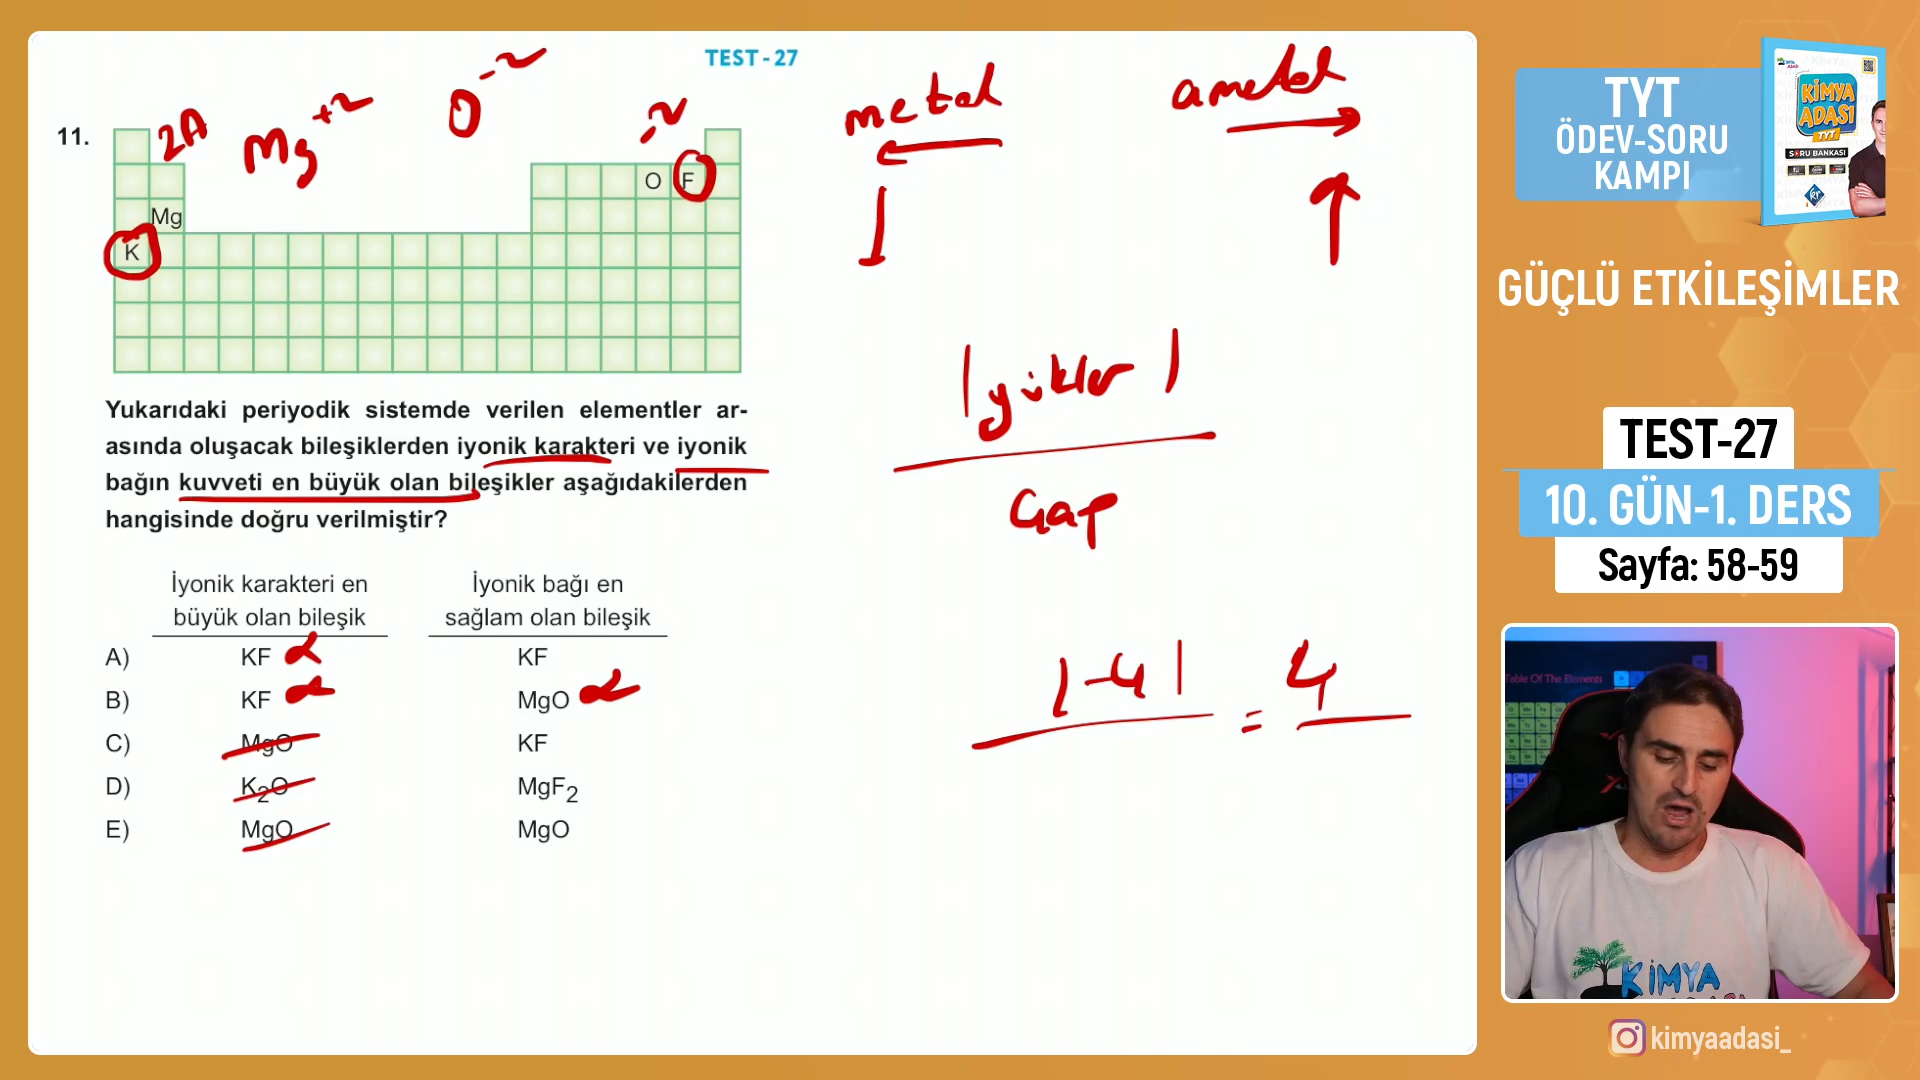 TEST - 27
11.
2A
Mg+2
O-2
-2
metal
ametal
O
F
Mg
K
|yükler|
Çap
Yukarıdaki periyodik sistemde verilen elementler ar-
asında oluşacak bileşiklerden iyonik karakteri ve iyonik
bağın kuvveti en büyük olan bileşikler aşağıdakilerden
hangisinde doğru verilmiştir?
İyonik karakteri en
büyük olan bileşik
İyonik bağı en
sağlam olan bileşik
A) KF KF
B) KF MgO
C) MgO KF
D) K2O MgF2
E) MgO MgO
|-4| = 4
TYT
ÖDEV-SORU
KAMPI
KİMYA
ADASI
TYT
SORU BANKASI
GÜÇLÜ ETKİLEŞİMLER
TEST-27
10. GÜN-1. DERS
Sayfa: 58-59
Table Of The Elements
KİMYA
kimyaadasi_